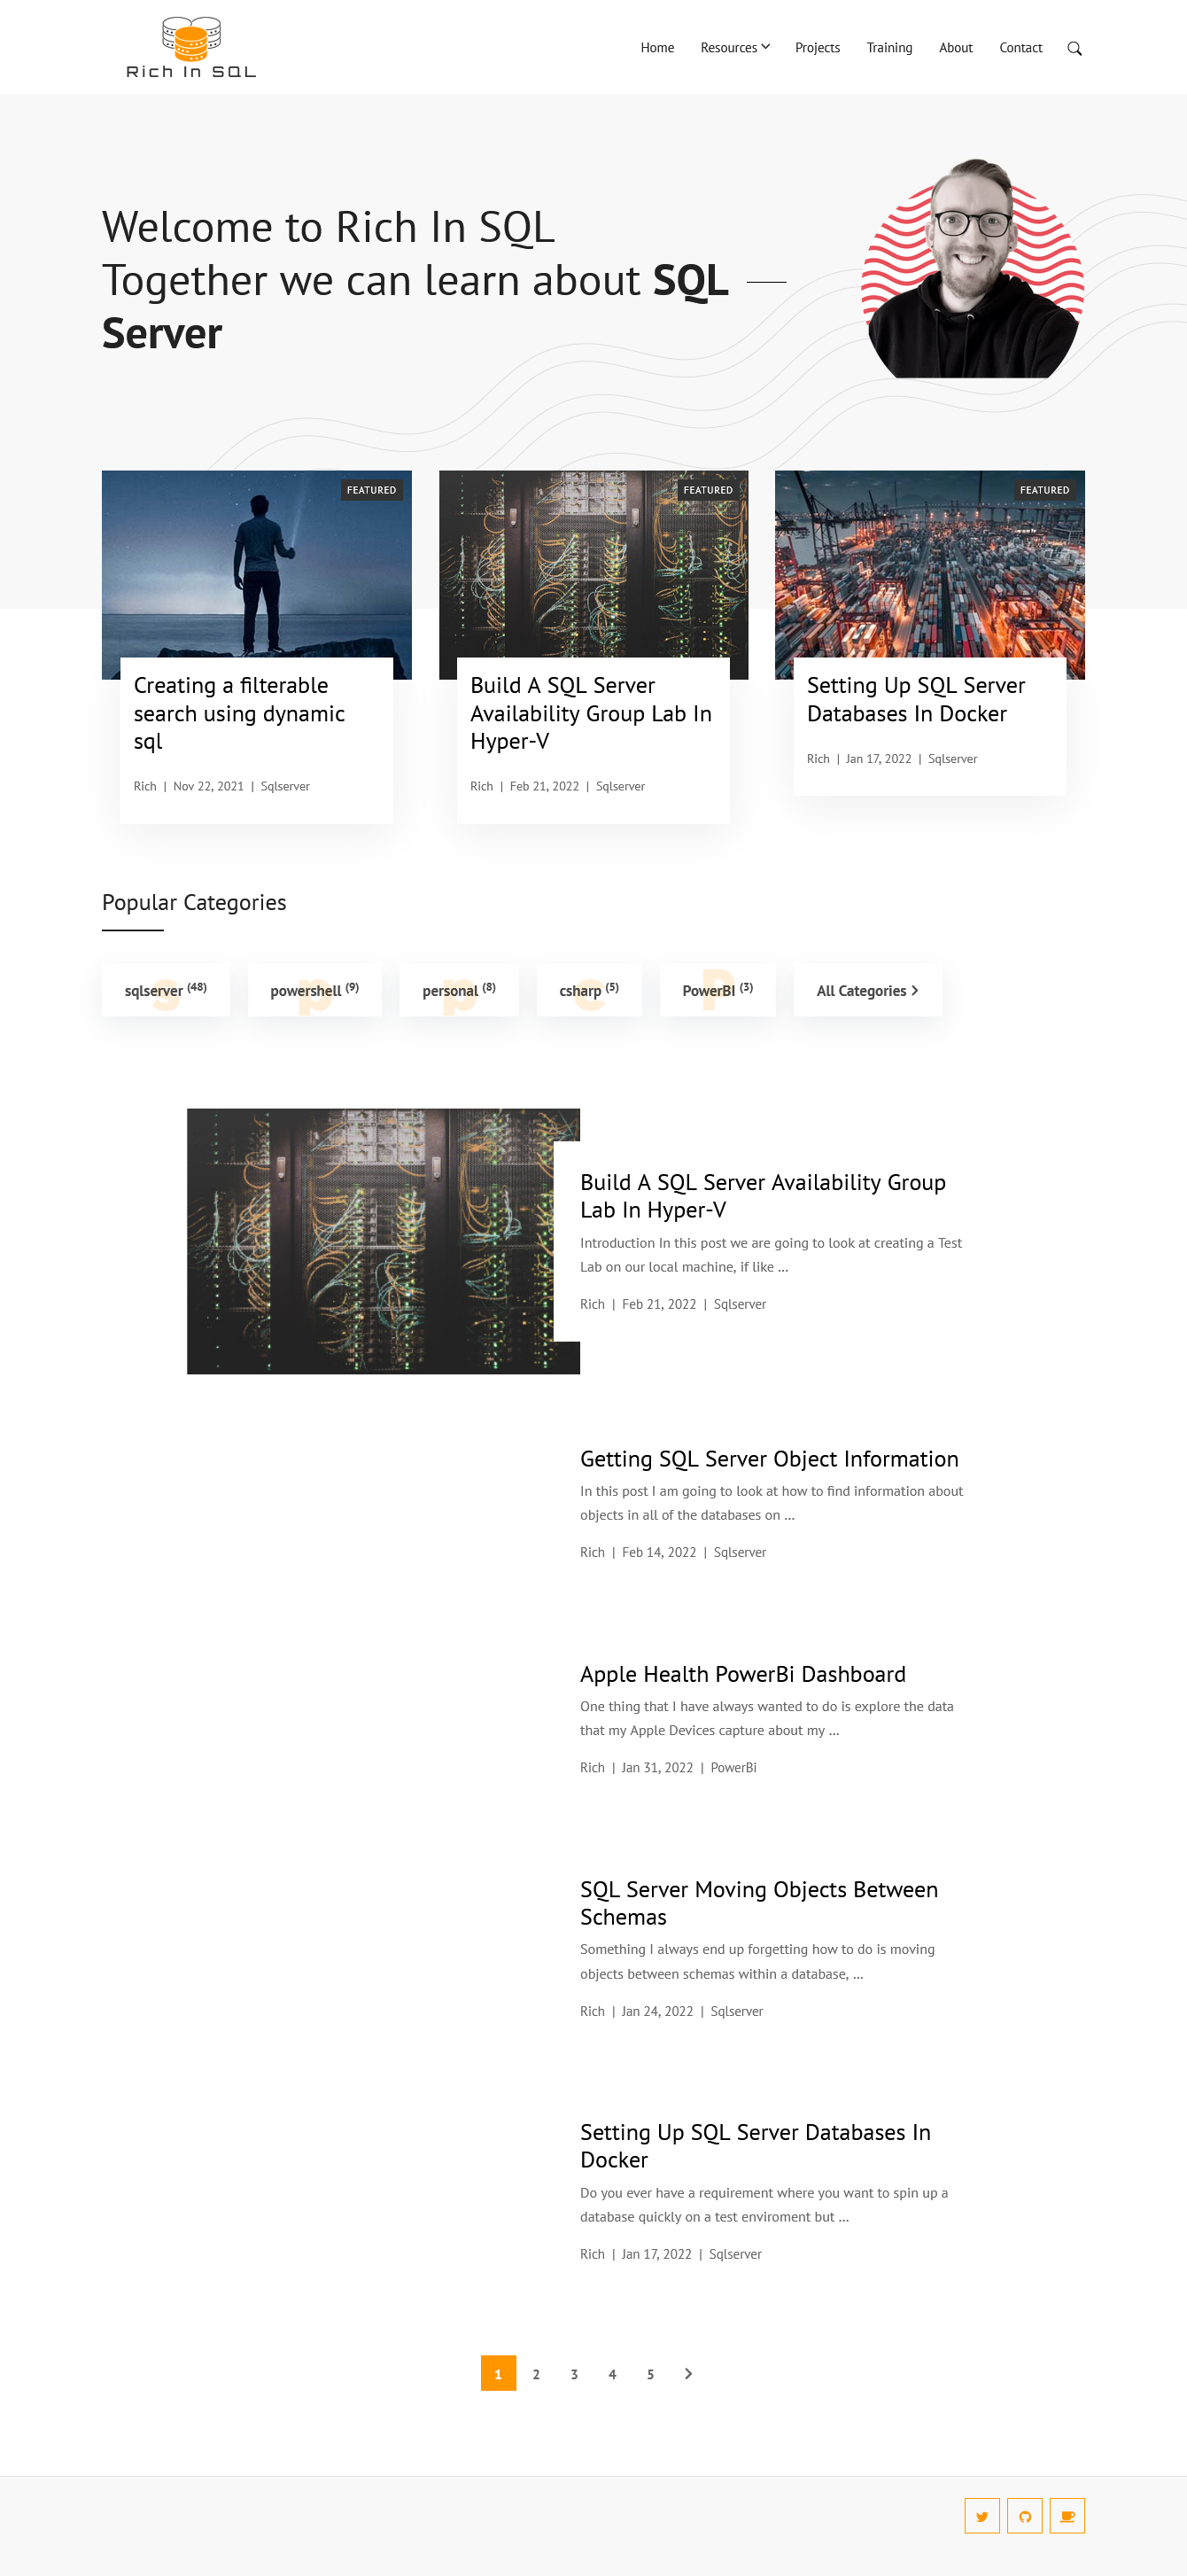 Rich In SQL
Home Resources Projects Training About Contact
Welcome to Rich In SQL
Together we can learn about SQL
Server
FEATURED
Creating a filterable
search using dynamic
sql
Rich | Nov 22, 2021 | Sqlserver
FEATURED
Build A SQL Server
Availability Group Lab In
Hyper-V
Rich | Feb 21, 2022 | Sqlserver
FEATURED
Setting Up SQL Server
Databases In Docker
Rich | Jan 17, 2022 | Sqlserver
Popular Categories
s sqlserver (48)
p powershell (9)
p personal (8)
c csharp (5)
P PowerBI (3)
All Categories
Build A SQL Server Availability Group
Lab In Hyper-V
Introduction In this post we are going to look at creating a Test
Lab on our local machine, if like ...
Rich | Feb 21, 2022 | Sqlserver
Getting SQL Server Object Information
In this post I am going to look at how to find information about
objects in all of the databases on ...
Rich | Feb 14, 2022 | Sqlserver
Apple Health PowerBi Dashboard
One thing that I have always wanted to do is explore the data
that my Apple Devices capture about my ...
Rich | Jan 31, 2022 | PowerBi
SQL Server Moving Objects Between
Schemas
Something I always end up forgetting how to do is moving
objects between schemas within a database, ...
Rich | Jan 24, 2022 | Sqlserver
Setting Up SQL Server Databases In
Docker
Do you ever have a requirement where you want to spin up a
database quickly on a test enviroment but ...
Rich | Jan 17, 2022 | Sqlserver
1 2 3 4 5